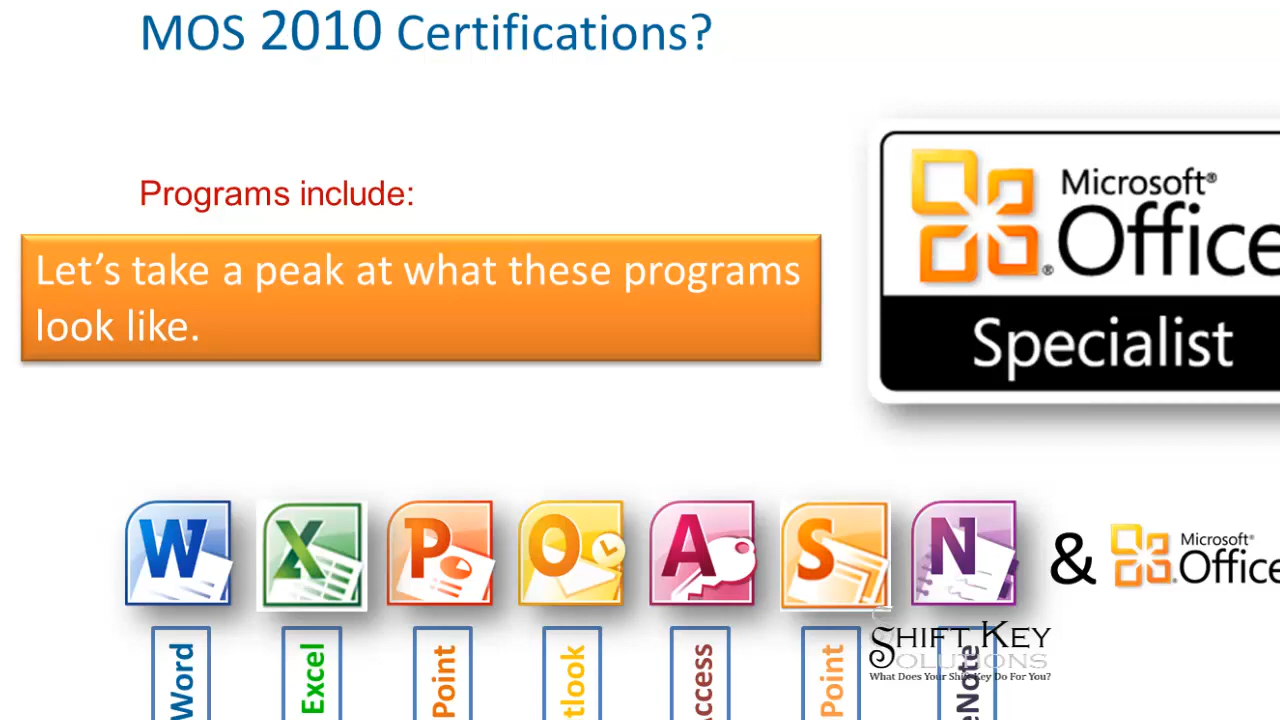 MOS 2010 Certifications?
Programs include:
Let's take a peak at what these programs
look like.
Microsoft®
Office
®
Specialist
W X P O A S N & Microsoft®
Office
Word Excel Point tlook Access Point eNote
SHIFT KEY
SOLUTIONS
What Does Your Shift Key Do For You?